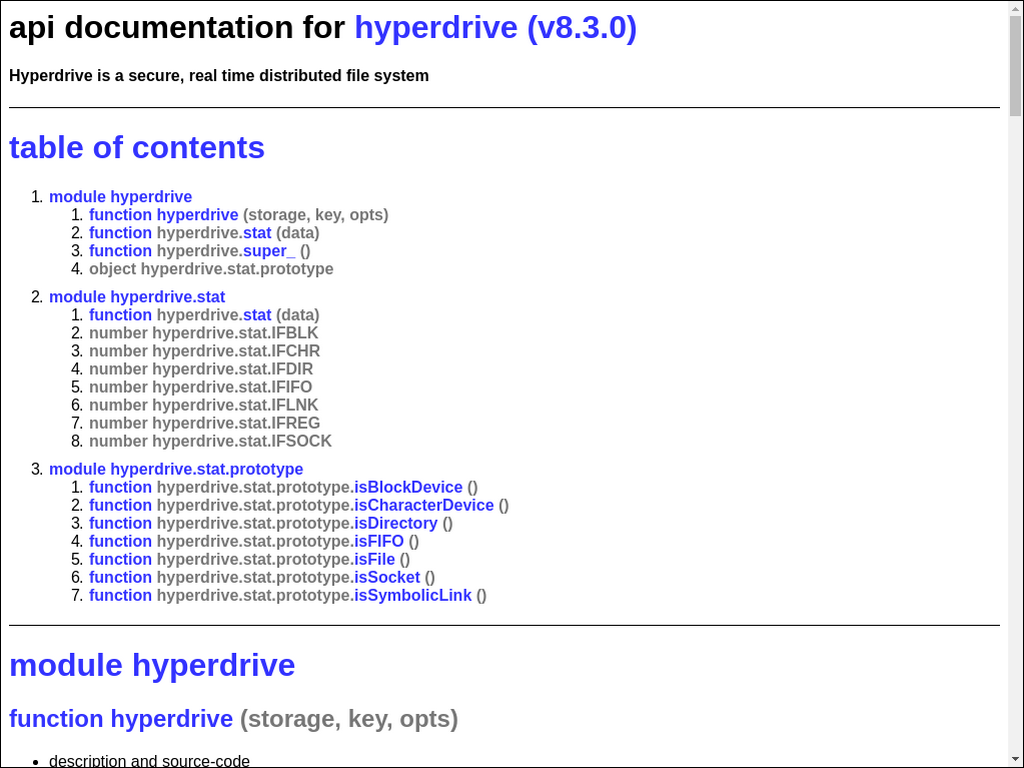 api documentation for hyperdrive (v8.3.0)
Hyperdrive is a secure, real time distributed file system
table of contents
1. module hyperdrive
1. function hyperdrive (storage, key, opts)
2. function hyperdrive.stat (data)
3. function hyperdrive.super_ ()
4. object hyperdrive.stat.prototype
2. module hyperdrive.stat
1. function hyperdrive.stat (data)
2. number hyperdrive.stat.IFBLK
3. number hyperdrive.stat.IFCHR
4. number hyperdrive.stat.IFDIR
5. number hyperdrive.stat.IFIFO
6. number hyperdrive.stat.IFLNK
7. number hyperdrive.stat.IFREG
8. number hyperdrive.stat.IFSOCK
3. module hyperdrive.stat.prototype
1. function hyperdrive.stat.prototype.isBlockDevice ()
2. function hyperdrive.stat.prototype.isCharacterDevice ()
3. function hyperdrive.stat.prototype.isDirectory ()
4. function hyperdrive.stat.prototype.isFIFO ()
5. function hyperdrive.stat.prototype.isFile ()
6. function hyperdrive.stat.prototype.isSocket ()
7. function hyperdrive.stat.prototype.isSymbolicLink ()
module hyperdrive
function hyperdrive (storage, key, opts)
• description and source-code